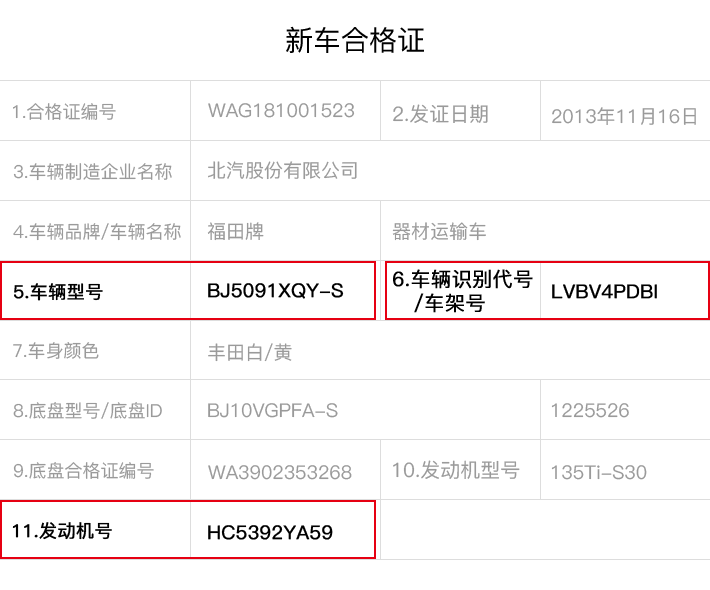 新车合格证
1.合格证编号 WAG181001523 2.发证日期 2013年11月16日
3.车辆制造企业名称 北汽股份有限公司
4.车辆品牌/车辆名称 福田牌 器材运输车
5.车辆型号 BJ5091XQY-S 6.车辆识别代号
/车架号 LVBV4PDBI
7.车身颜色 丰田白/黄
8.底盘型号/底盘ID BJ10VGPFA-S 1225526
9.底盘合格证编号 WA3902353268 10.发动机型号 135Ti-S30
11.发动机号 HC5392YA59